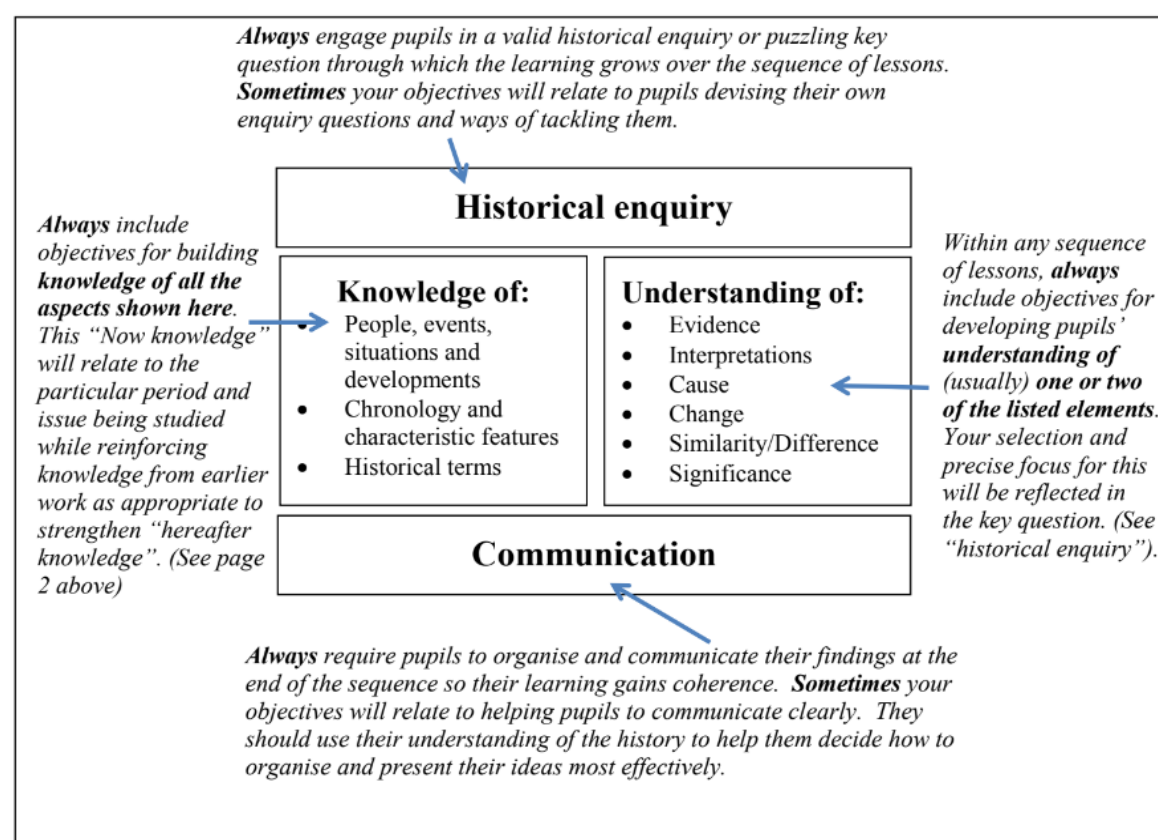 Always engage pupils in a valid historical enquiry or puzzling key
question through which the learning grows over the sequence of lessons.
Sometimes your objectives will relate to pupils devising their own
enquiry questions and ways of tackling them.
Historical enquiry
Always include
objectives for building
knowledge of all the
aspects shown here.
This “Now knowledge”
will relate to the
particular period and
issue being studied
while reinforcing
knowledge from earlier
work as appropriate to
strengthen “hereafter
knowledge”. (See page
2 above)
Knowledge of:
• People, events,
situations and
developments
• Chronology and
characteristic features
• Historical terms
Understanding of:
• Evidence
• Interpretations
• Cause
• Change
• Similarity/Difference
• Significance
Within any sequence
of lessons, always
include objectives for
developing pupils’
understanding of
(usually) one or two
of the listed elements.
Your selection and
precise focus for this
will be reflected in
the key question. (See
“historical enquiry”).
Communication
Always require pupils to organise and communicate their findings at the
end of the sequence so their learning gains coherence. Sometimes your
objectives will relate to helping pupils to communicate clearly. They
should use their understanding of the history to help them decide how to
organise and present their ideas most effectively.